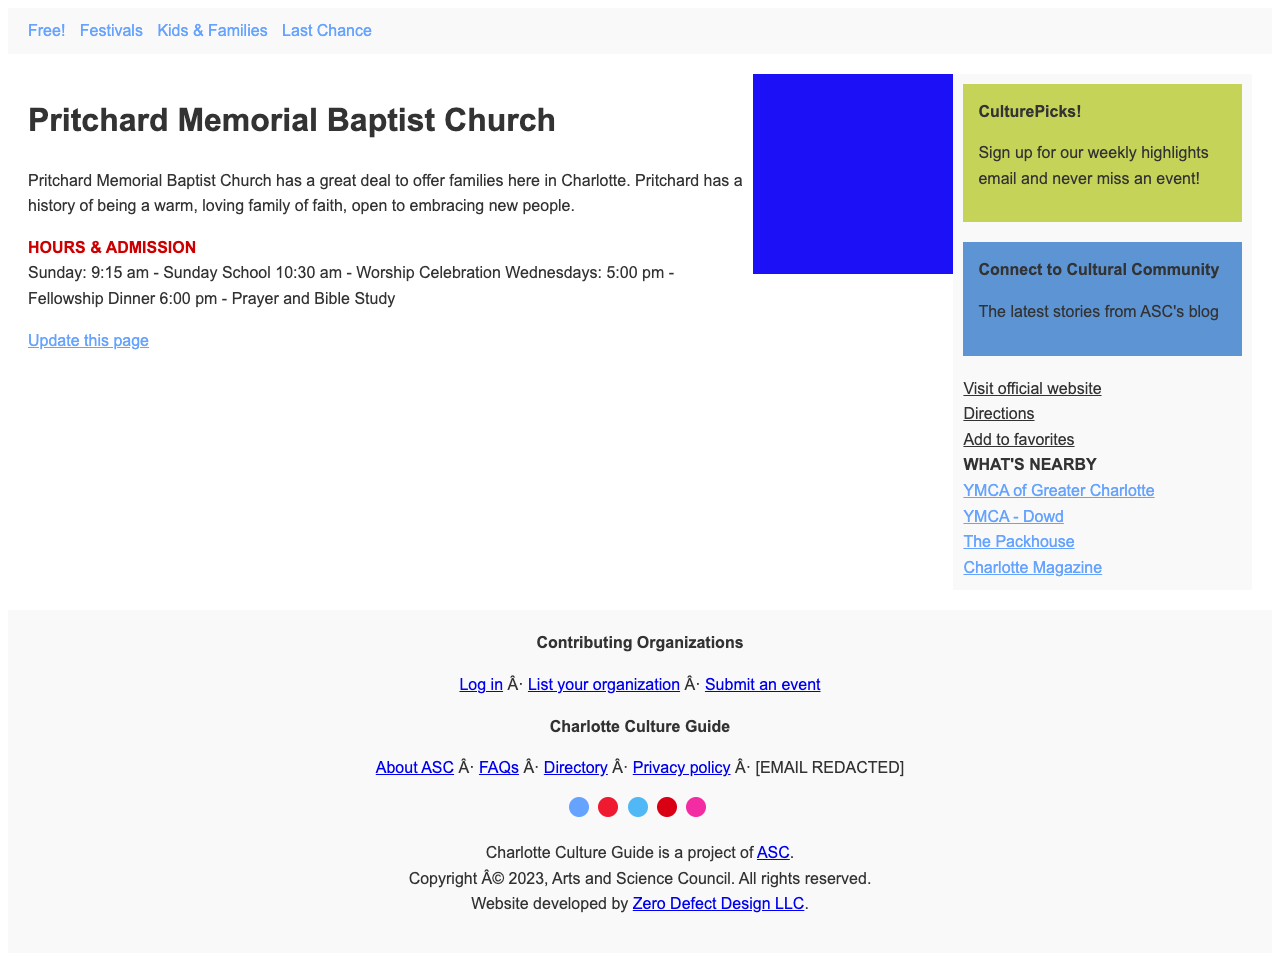 Free! Festivals Kids & Families Last Chance
Pritchard Memorial Baptist Church
Pritchard Memorial Baptist Church has a great deal to offer families here in Charlotte. Pritchard has a
history of being a warm, loving family of faith, open to embracing new people.
HOURS & ADMISSION
Sunday: 9:15 am - Sunday School 10:30 am - Worship Celebration Wednesdays: 5:00 pm -
Fellowship Dinner 6:00 pm - Prayer and Bible Study
Update this page
CulturePicks!
Sign up for our weekly highlights
email and never miss an event!
Connect to Cultural Community
The latest stories from ASC's blog
Visit official website
Directions
Add to favorites
WHAT'S NEARBY
YMCA of Greater Charlotte
YMCA - Dowd
The Packhouse
Charlotte Magazine
Contributing Organizations
Log in Â· List your organization Â· Submit an event
Charlotte Culture Guide
About ASC Â· FAQs Â· Directory Â· Privacy policy Â· [EMAIL REDACTED]
Charlotte Culture Guide is a project of ASC.
Copyright Â© 2023, Arts and Science Council. All rights reserved.
Website developed by Zero Defect Design LLC.